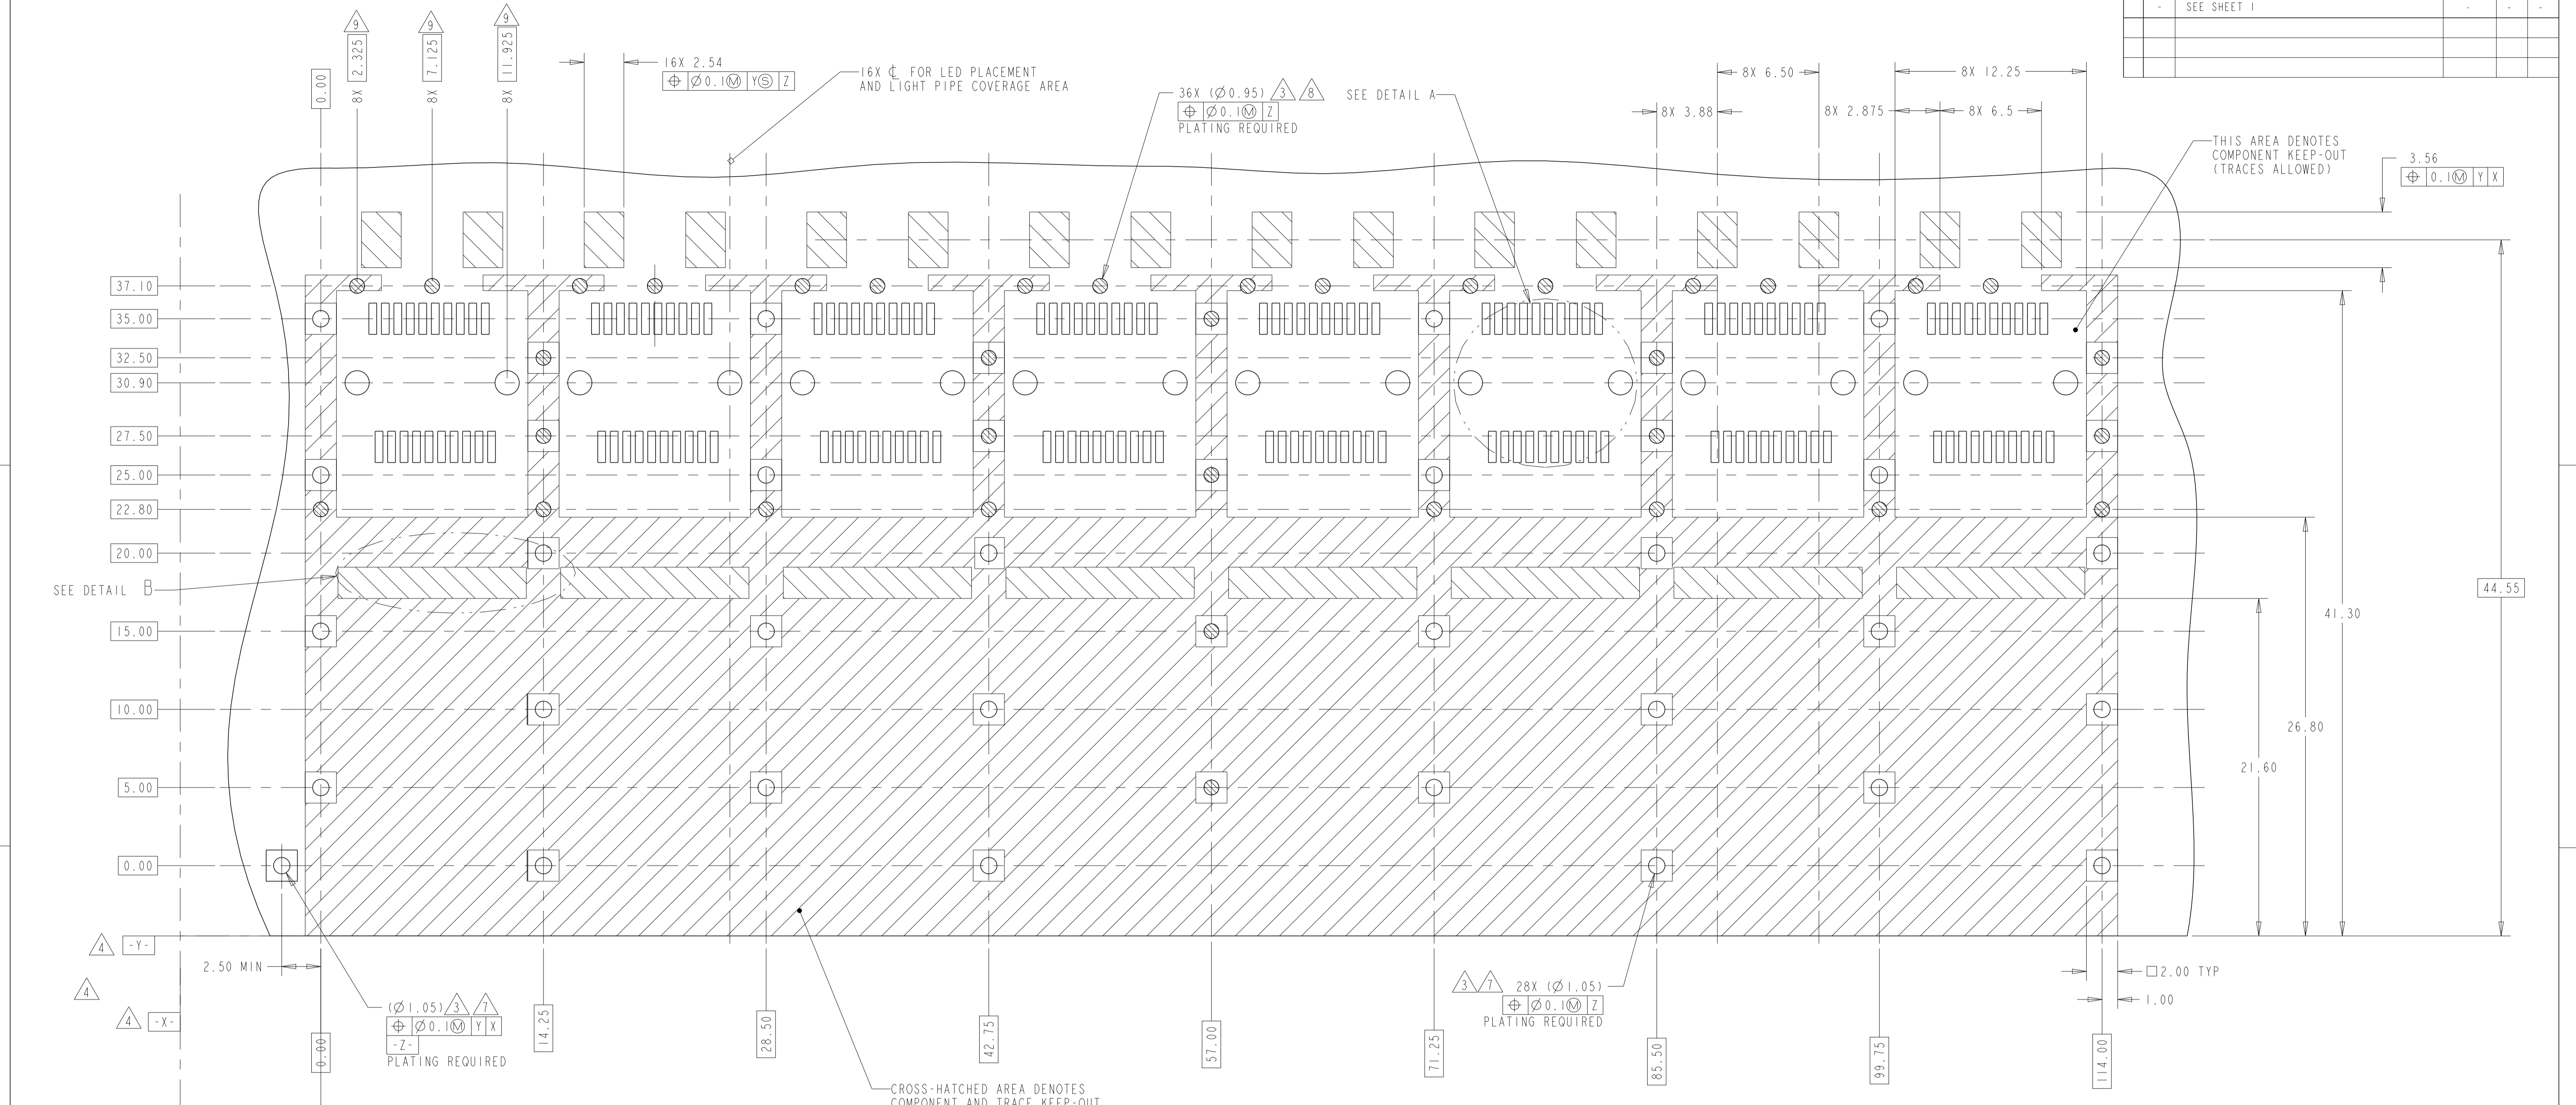 - SEE SHEET 1 - - -
9 9 9
8X 2.325
8X 7.125
8X 11.925
0.00
16X 2.54
⌖ Ø0.1Ⓜ YⓈ Z
16X ℄ FOR LED PLACEMENT
AND LIGHT PIPE COVERAGE AREA
36X (Ø0.95) 3 8
⌖ Ø0.1Ⓜ Z
PLATING REQUIRED
SEE DETAIL A
8X 6.50
8X 3.88
8X 12.25
8X 2.875
8X 6.5
THIS AREA DENOTES
COMPONENT KEEP-OUT
(TRACES ALLOWED)
3.56
⌖ 0.1Ⓜ Y X
37.10
35.00
32.50
30.90
27.50
25.00
22.80
20.00
SEE DETAIL B
15.00
10.00
5.00
0.00
44.55
41.30
26.80
21.60
4 -Y-
4
4 -X-
2.50 MIN
(Ø1.05) 3 7
⌖ Ø0.1Ⓜ Y X
-Z-
PLATING REQUIRED
3 7 28X (Ø1.05)
⌖ Ø0.1Ⓜ Z
PLATING REQUIRED
□2.00 TYP
1.00
0.00
14.25
28.50
42.75
57.00
71.25
85.50
99.75
114.00
CROSS-HATCHED AREA DENOTES
COMPONENT AND TRACE KEEP-OUT